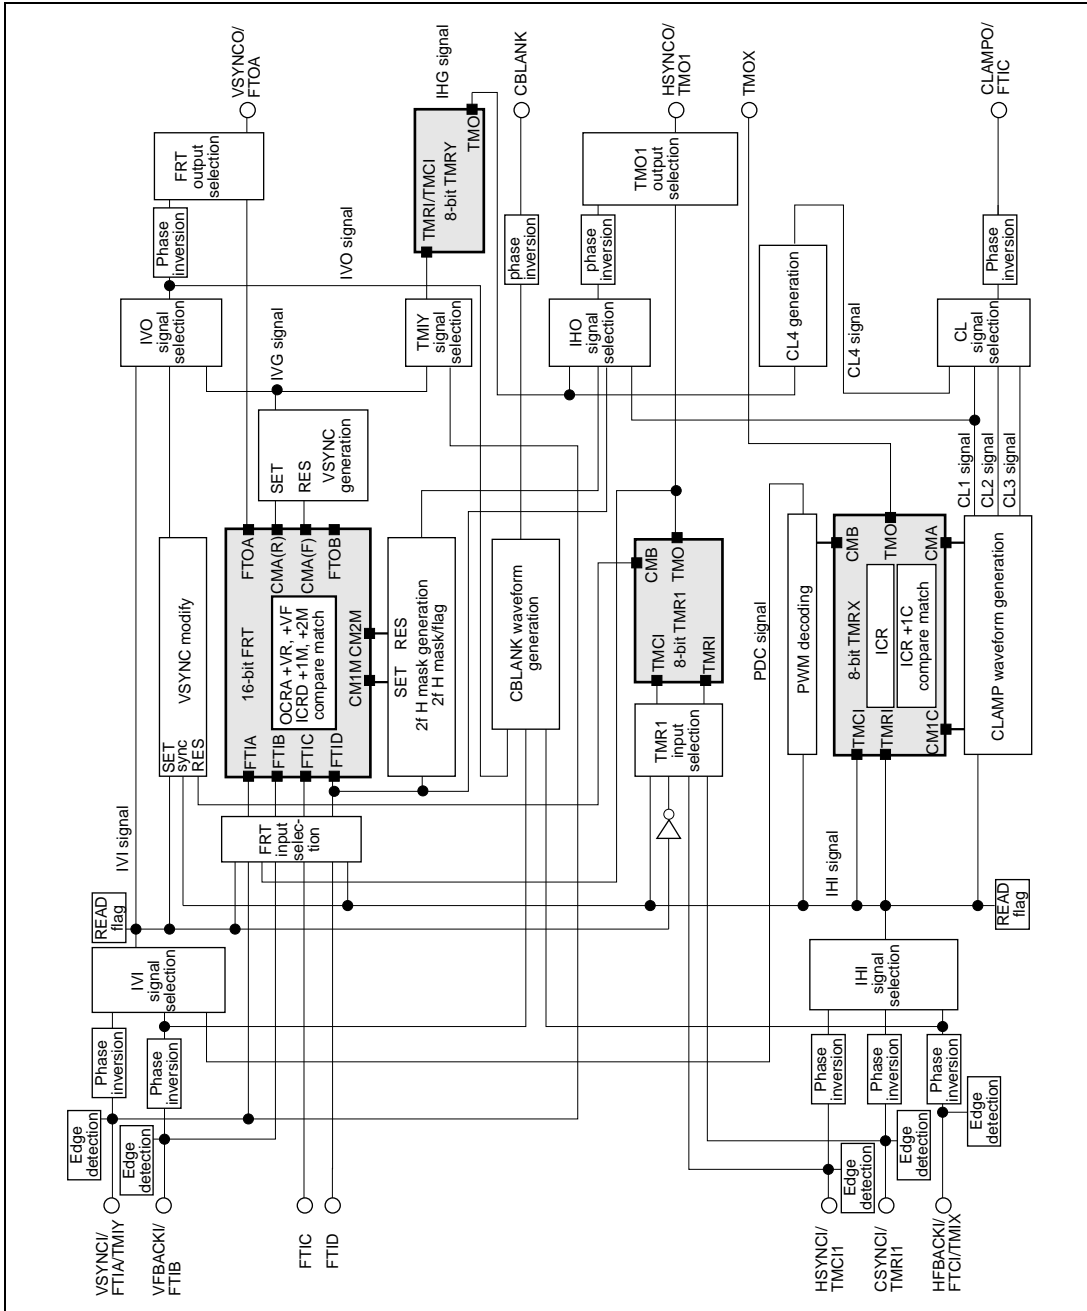 VSYNCI/
FTIA/TMIY
VFBACKI/
FTIB
FTIC
FTID
HSYNCI/
TMCI1
CSYNCI/
TMRI1
HFBACKI/
FTCI/TMIX
Edge
detection
Edge
detection
Edge
detection
Edge
detection
Edge
detection
Phase
inversion
Phase
inversion
Phase
inversion
Phase
inversion
Phase
inversion
IVI
signal
selection
IHI
signal
selection
READ
flag
READ
flag
IVI signal
IHI signal
FRT
input
selec-
tion
TMR1
input
selection
SET
sync
RES
VSYNC modify
FTIA
FTIB
FTIC
FTID
16-bit FRT
OCRA +VR, +VF
ICRD +1M, +2M
compare match
FTOA
CMA(R)
CMA(F)
FTOB
CM1M CM2M
SET RES
2f H mask generation
2f H mask/flag
CBLANK waveform
generation
TMCI
TMRI
8-bit TMR1
CMB
TMO
PDC signal
PWM decoding
TMCI
TMRI
8-bit TMRX
ICR
ICR +1C
compare match
CMB
TMO
CM1C
CMA
CLAMP waveform generation
SET
RES
VSYNC
generation
IVG signal
CL1 signal
CL2 signal
CL3 signal
IVO
signal
selection
TMIY
signal
selection
IHO
signal
selection
CL4 generation
CL4 signal
CL
signal
selection
Phase
inversion
phase
inversion
phase
inversion
Phase
inversion
IVO signal
TMRI/TMCI
8-bit TMRY
TMO
IHG signal
FRT
output
selection
TMO1
output
selection
VSYNCO/
FTOA
CBLANK
HSYNCO/
TMO1
TMOX
CLAMPO/
FTIC